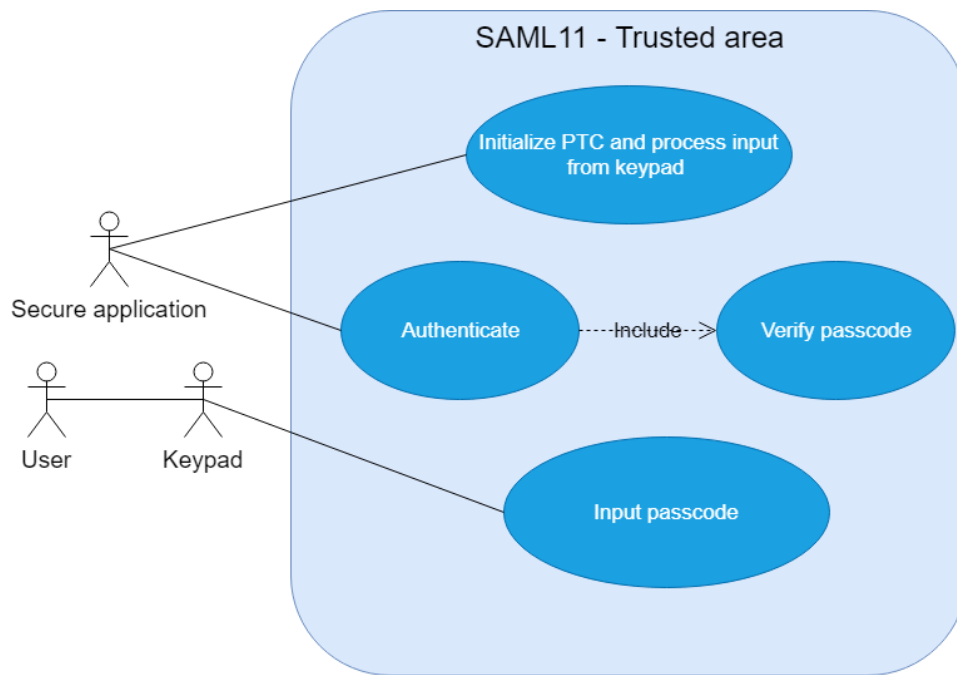 SAML11 - Trusted area
Initialize PTC and process input
from keypad
Secure application
Authenticate
Include
Verify passcode
User
Keypad
Input passcode